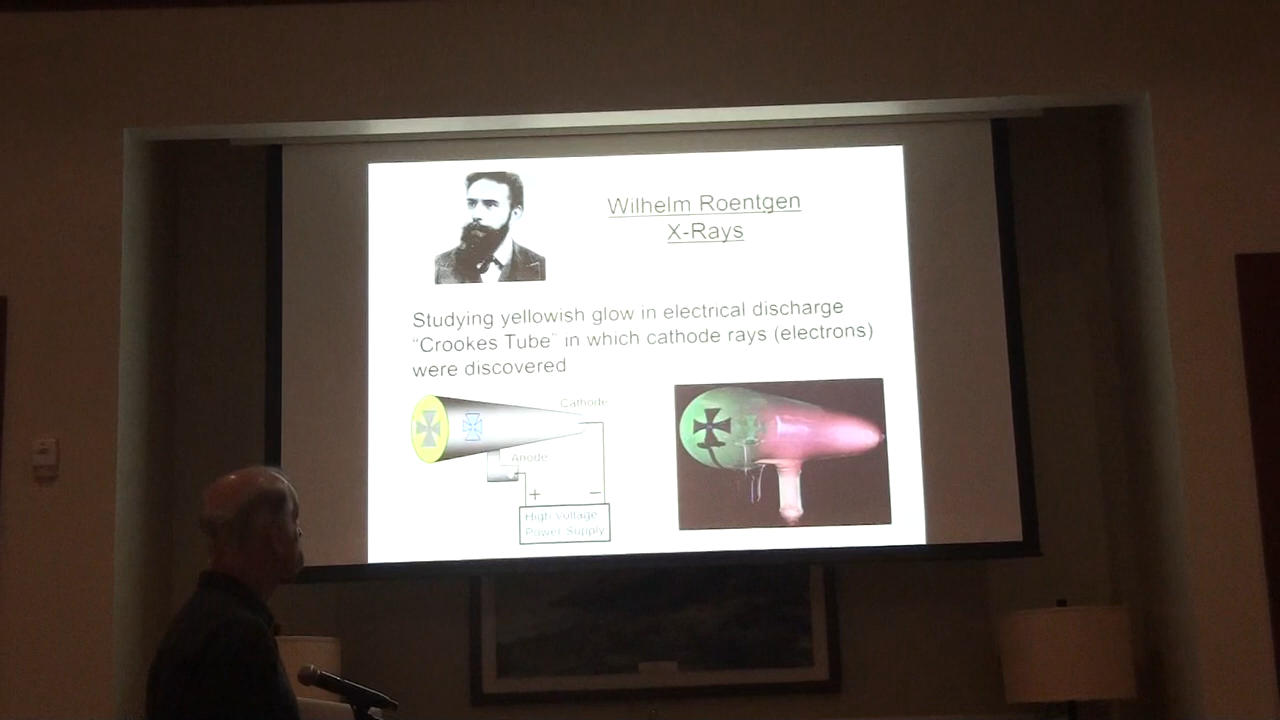 Wilhelm Roentgen
X-Rays
Studying yellowish glow in electrical discharge
"Crookes Tube" in which cathode rays (electrons)
were discovered
Cathode
Anode
+
−
High Voltage
Power Supply